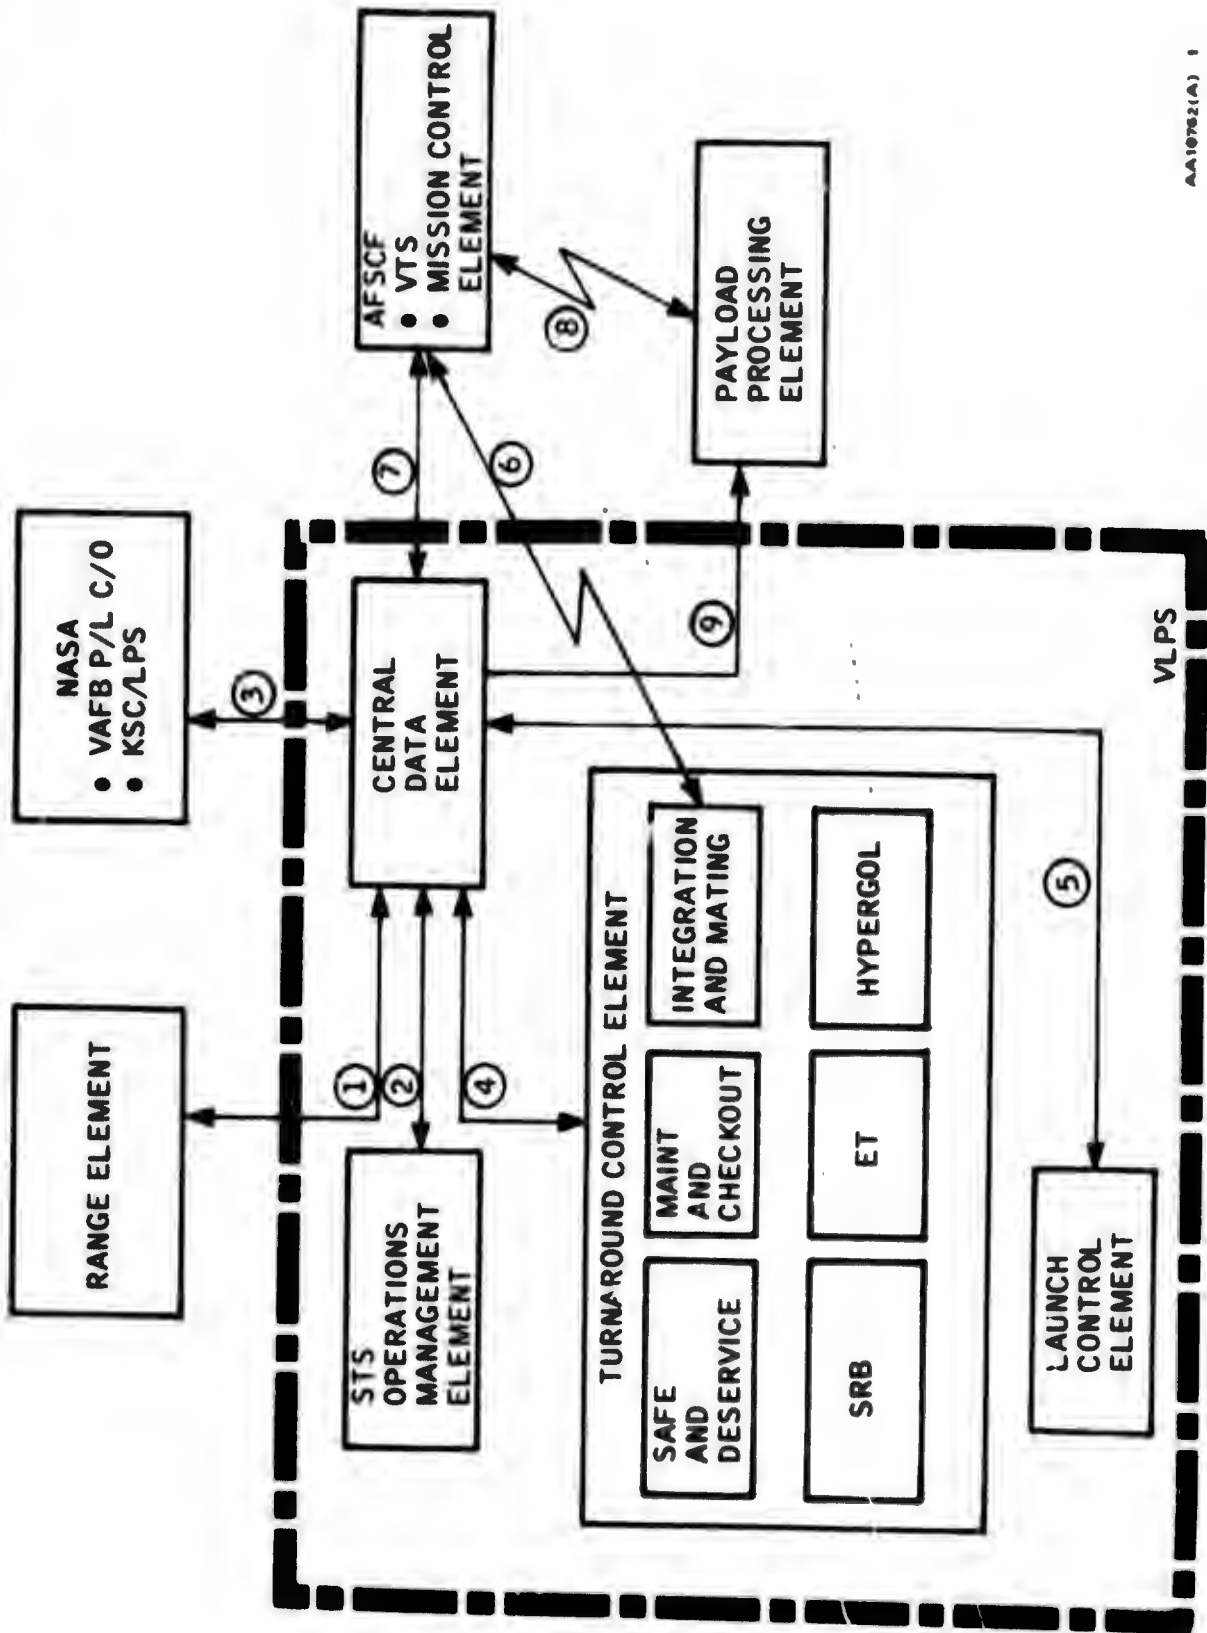 RANGE ELEMENT
NASA
• VAFB P/L C/O
• KSC/LPS
AFSCF
• VTS
• MISSION CONTROL
ELEMENT
STS
OPERATIONS
MANAGEMENT
ELEMENT
1
2
4
3
7
6
8
CENTRAL
DATA
ELEMENT
TURNAROUND CONTROL ELEMENT
SAFE
AND
DESERVICE
MAINT
AND
CHECKOUT
INTEGRATION
AND MATING
SRB
ET
HYPERGOL
9
PAYLOAD
PROCESSING
ELEMENT
LAUNCH
CONTROL
ELEMENT
5
VLPS
AA10762(A) 1